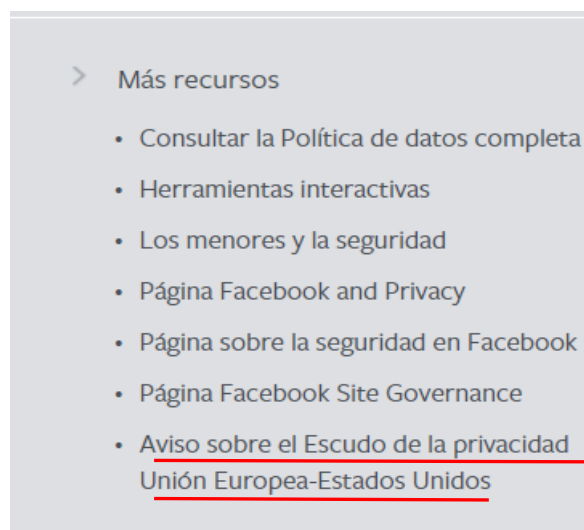 Más recursos
Consultar la Política de datos completa
Herramientas interactivas
Los menores y la seguridad
Página Facebook and Privacy
Página sobre la seguridad en Facebook
Página Facebook Site Governance
Aviso sobre el Escudo de la privacidad
Unión Europea-Estados Unidos